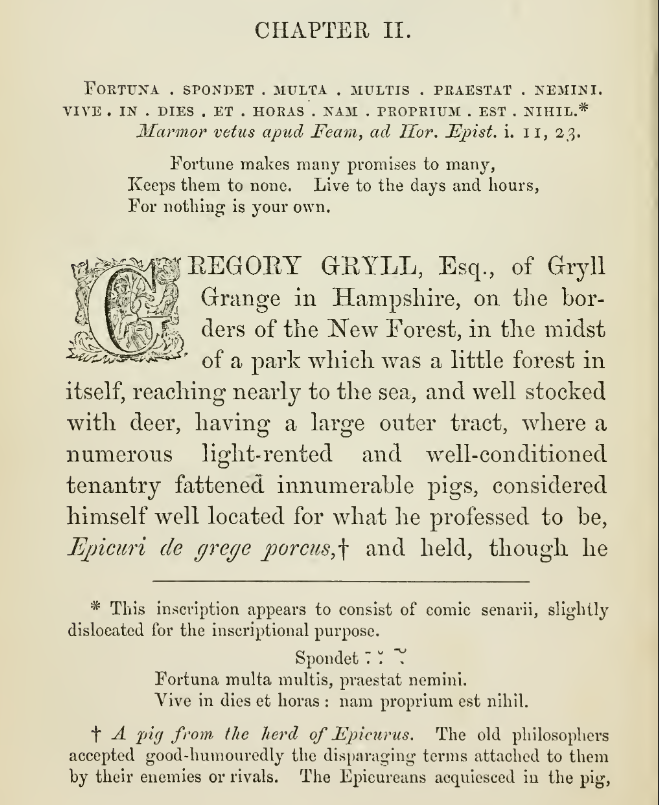 CHAPTER II.
FORTUNA . SPONDET . MULTA . MULTIS . PRAESTAT . NEMINI.
VIVE . IN . DIES . ET . HORAS . NAM . PROPRIUM . EST . NIHIL.*
Marmor vetus apud Feam, ad Hor. Epist. i. 11, 23.
Fortune makes many promises to many,
Keeps them to none. Live to the days and hours,
For nothing is your own.
GREGORY GRYLL, Esq., of Gryll
Grange in Hampshire, on the bor-
ders of the New Forest, in the midst
of a park which was a little forest in
itself, reaching nearly to the sea, and well stocked
with deer, having a large outer tract, where a
numerous light-rented and well-conditioned
tenantry fattened innumerable pigs, considered
himself well located for what he professed to be,
Epicuri de grege porcus,† and held, though he
* This inscription appears to consist of comic senarii, slightly
dislocated for the inscriptional purpose.
Spondet
Fortuna multa multis, praestat nemini.
Vive in dies et horas: nam proprium est nihil.
† A pig from the herd of Epicurus. The old philosophers
accepted good-humouredly the disparaging terms attached to them
by their enemies or rivals. The Epicureans acquiesced in the pig,